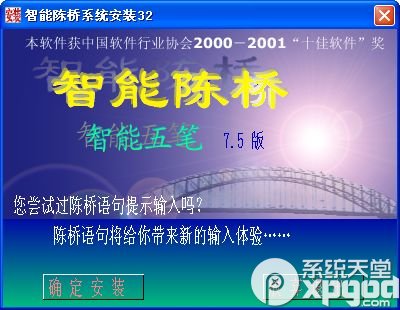 智能陈桥系统安装32
本软件获中国软件行业协会2000－2001“十佳软件”奖
智能陈桥
智能五笔 7.5 版
您尝试过陈桥语句提示输入吗?
陈桥语句将给你带来新的输入体验……
确 定 安 装
系统天堂
xpgod.com